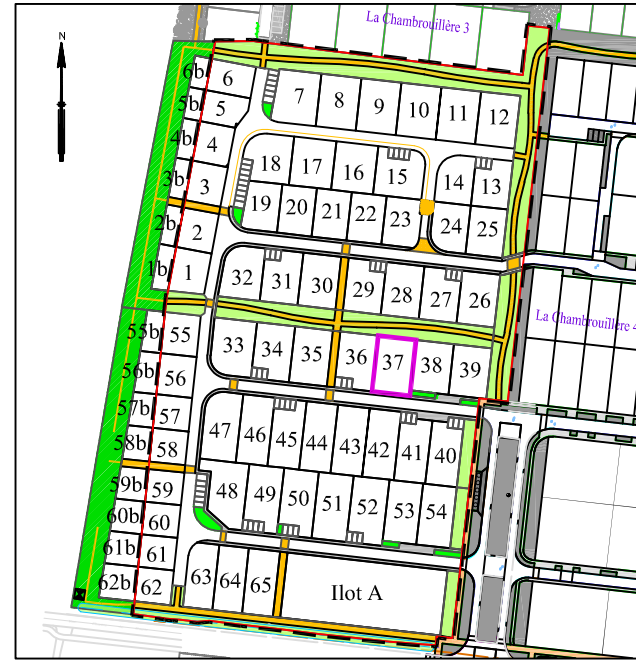 La Chambrouillère 3
N
6b 6 7 8 9 10 11 12
5b 5
4b 4
3b 3 18 17 16 15 14 13
2b 2 19 20 21 22 23 24 25
1b 1 32 31 30 29 28 27 26
La Chambrouillère 4
55b 55 33 34 35 36 37 38 39
56b 56
57b 57 47 46 45 44 43 42 41 40
58b 58
59b 59 48 49 50 51 52 53 54
60b 60
61b 61
62b 62 63 64 65 Ilot A